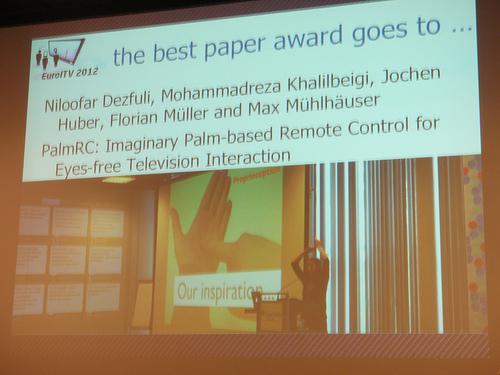 the best paper award goes to ...
EuroITV 2012
Niloofar Dezfuli, Mohammadreza Khalilbeigi, Jochen
Huber, Florian Müller and Max Mühlhäuser
PalmRC: Imaginary Palm-based Remote Control for
Eyes-free Television Interaction
Proprioception
Our inspiration